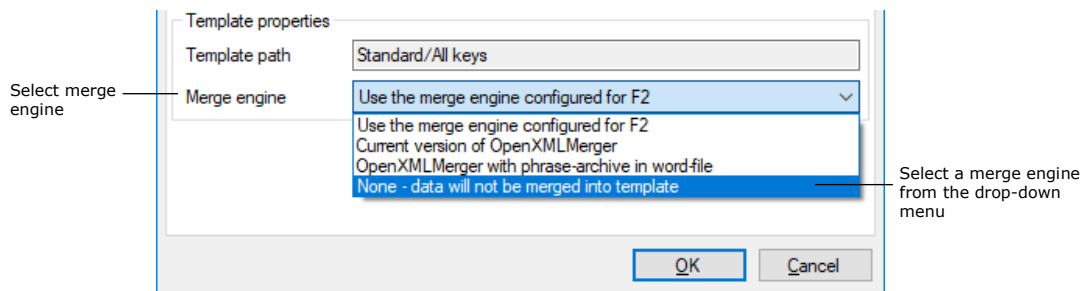 Template properties
Template path
Standard/All keys
Select merge
engine
Merge engine
Use the merge engine configured for F2
Use the merge engine configured for F2
Current version of OpenXMLMerger
OpenXMLMerger with phrase-archive in word-file
None - data will not be merged into template
Select a merge engine
from the drop-down
menu
OK
Cancel